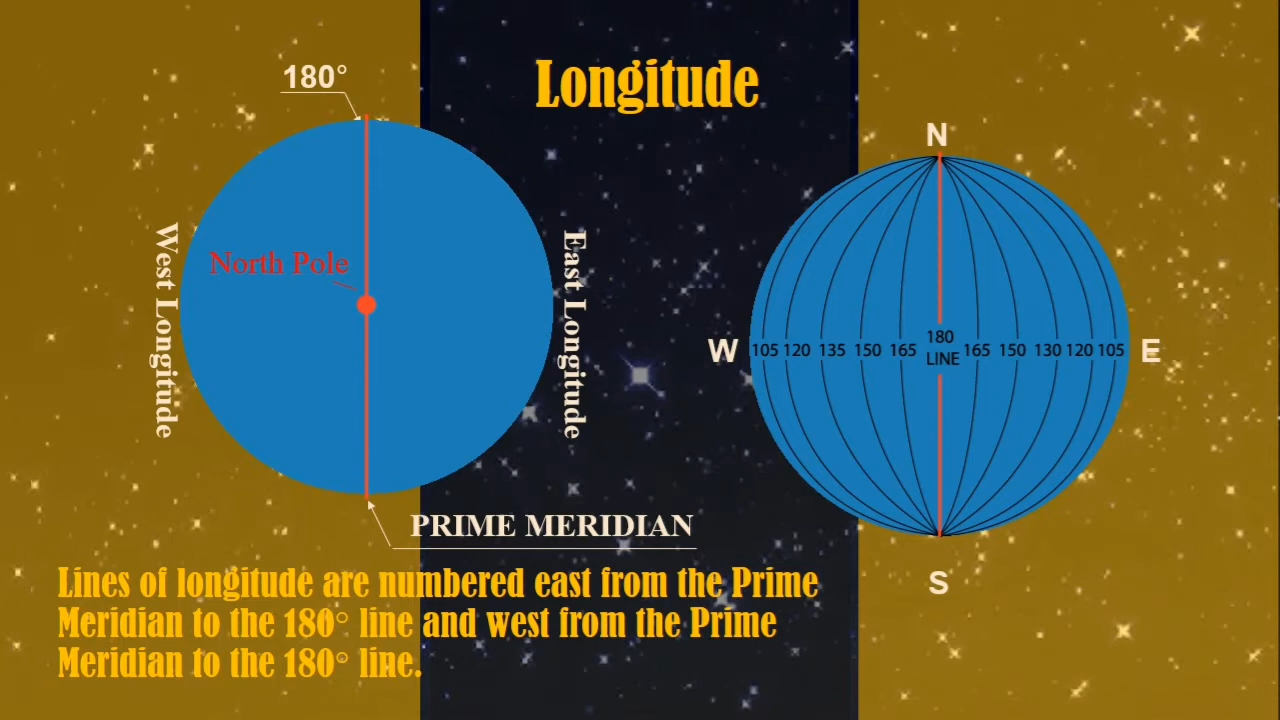 Longitude
180°
North Pole
West Longitude
East Longitude
PRIME MERIDIAN
N
W
105 120 135 150 165 180 LINE 165 150 130 120 105
E
S
Lines of longitude are numbered east from the Prime
Meridian to the 180° line and west from the Prime
Meridian to the 180° line.